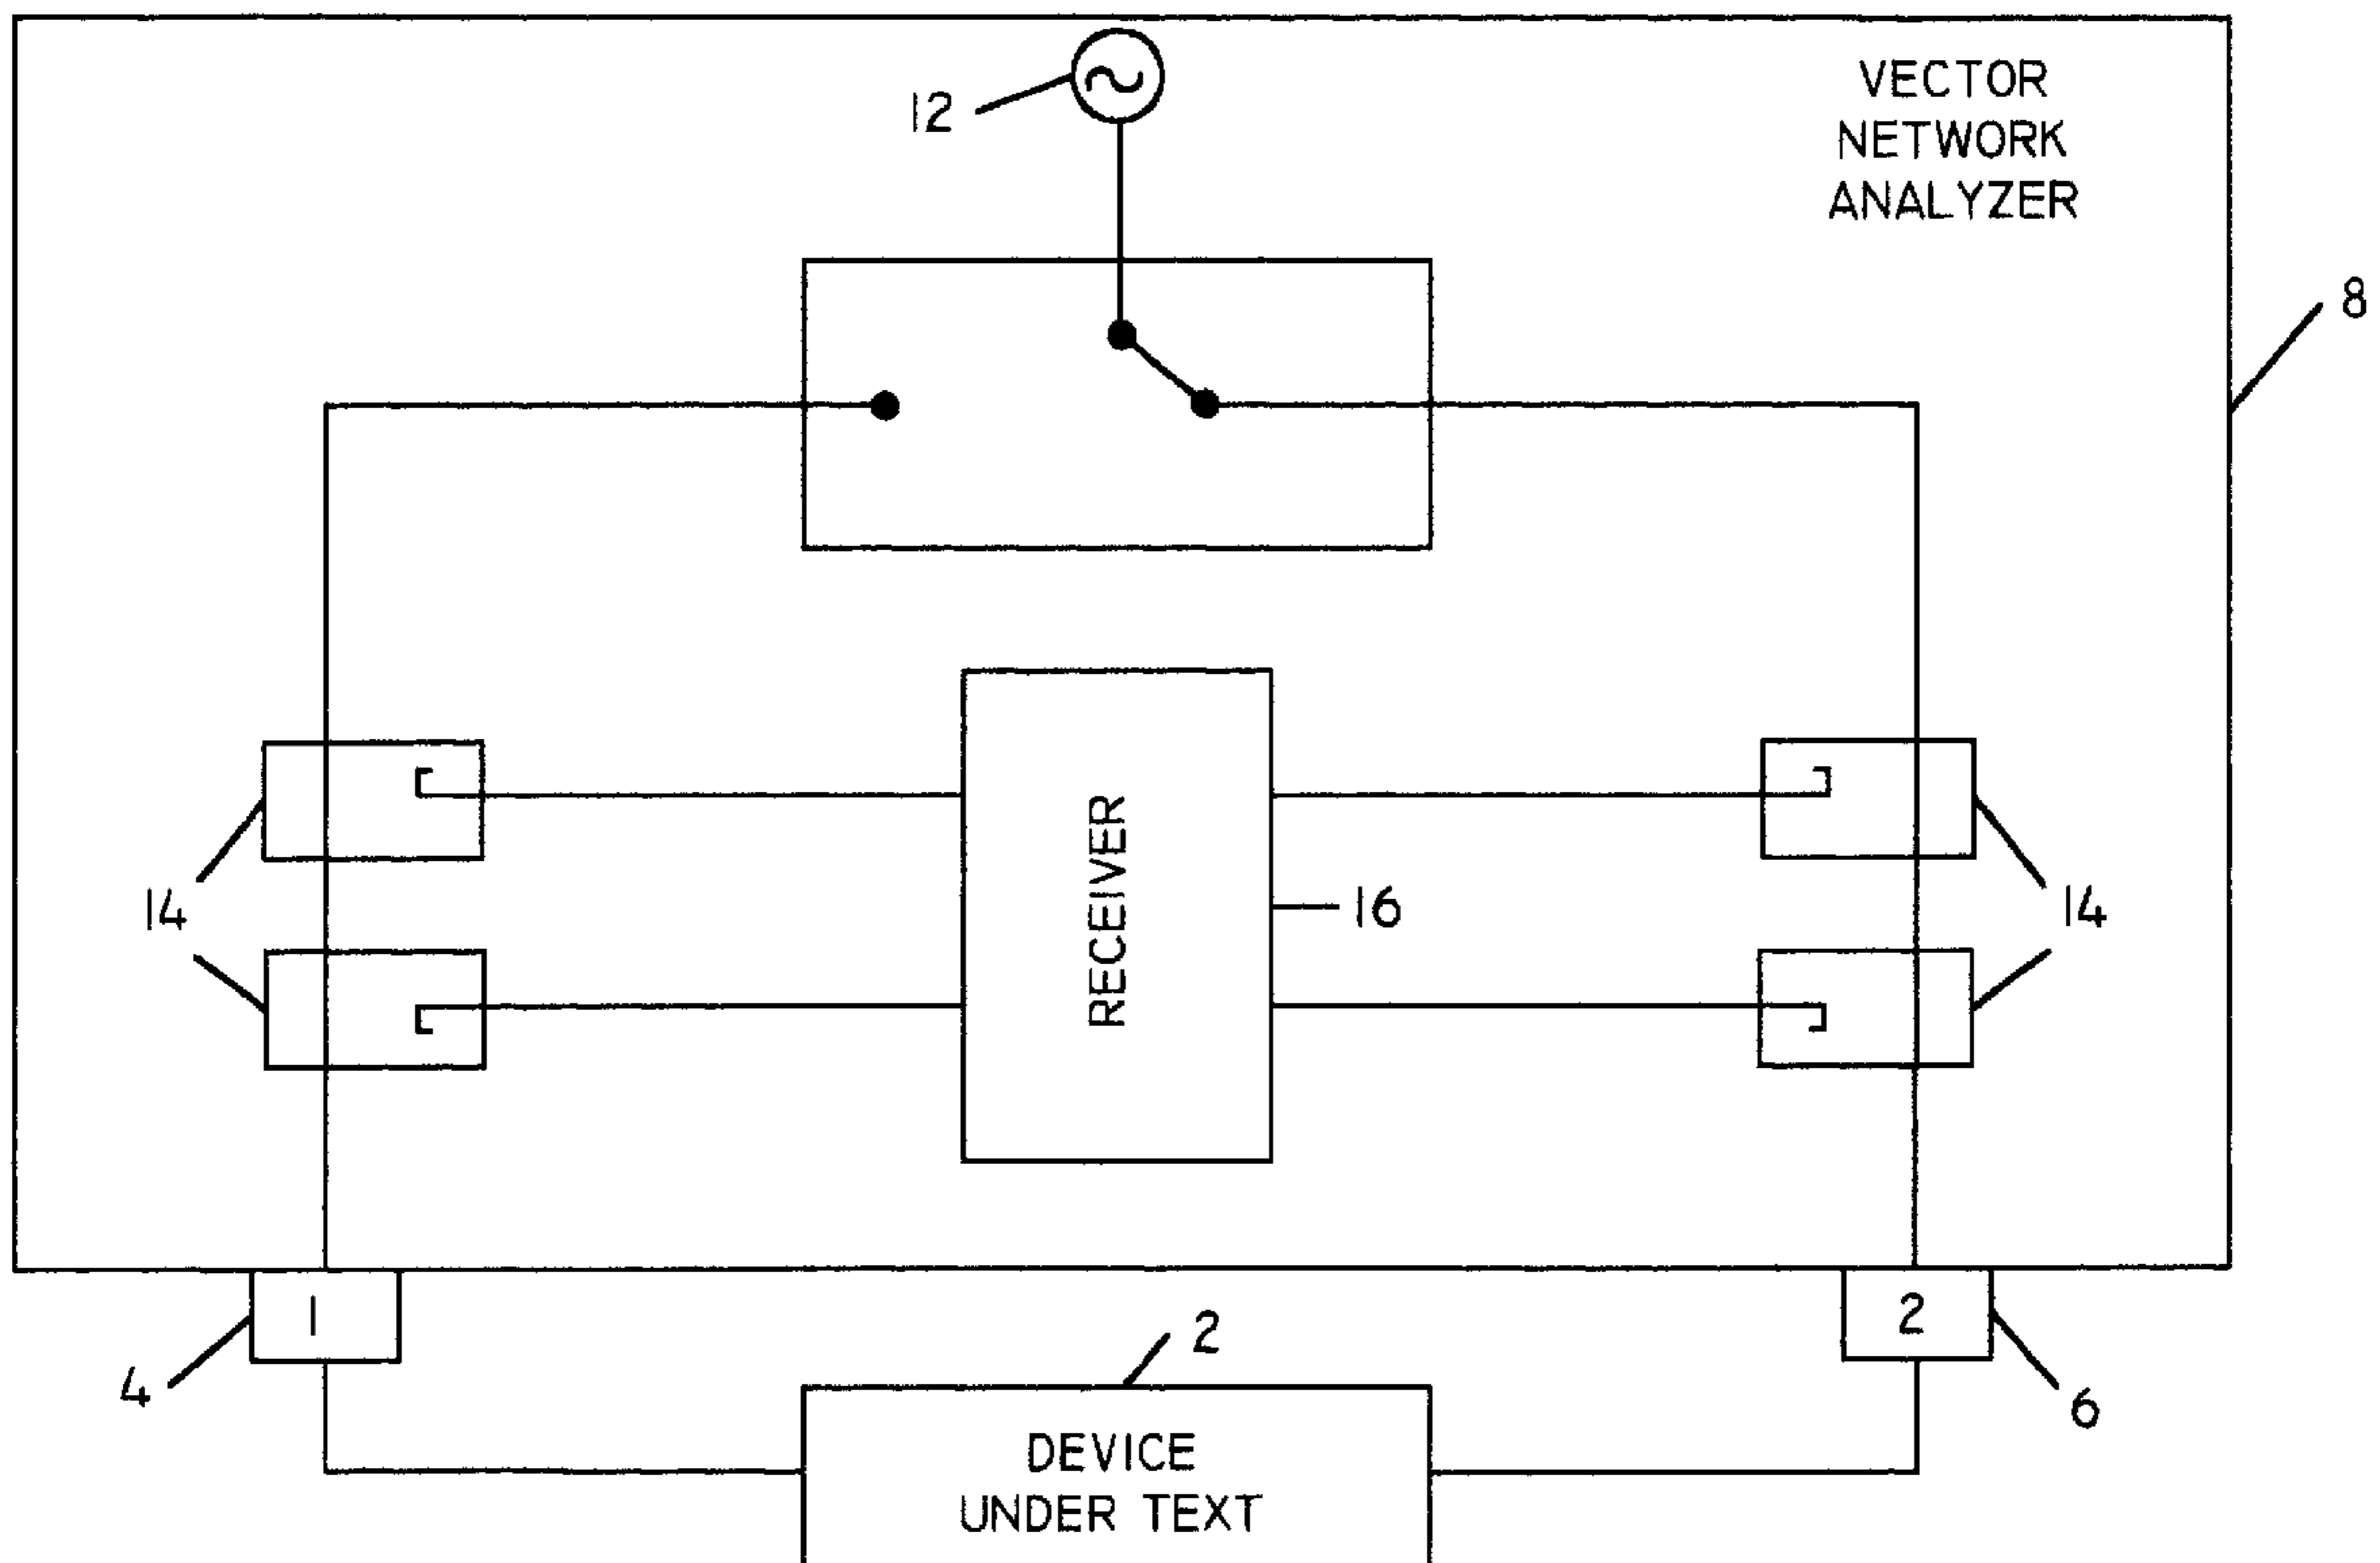 12
VECTOR
NETWORK
ANALYZER
8
14
RECEIVER
16
14
1
2
4
2
6
DEVICE
UNDER TEXT